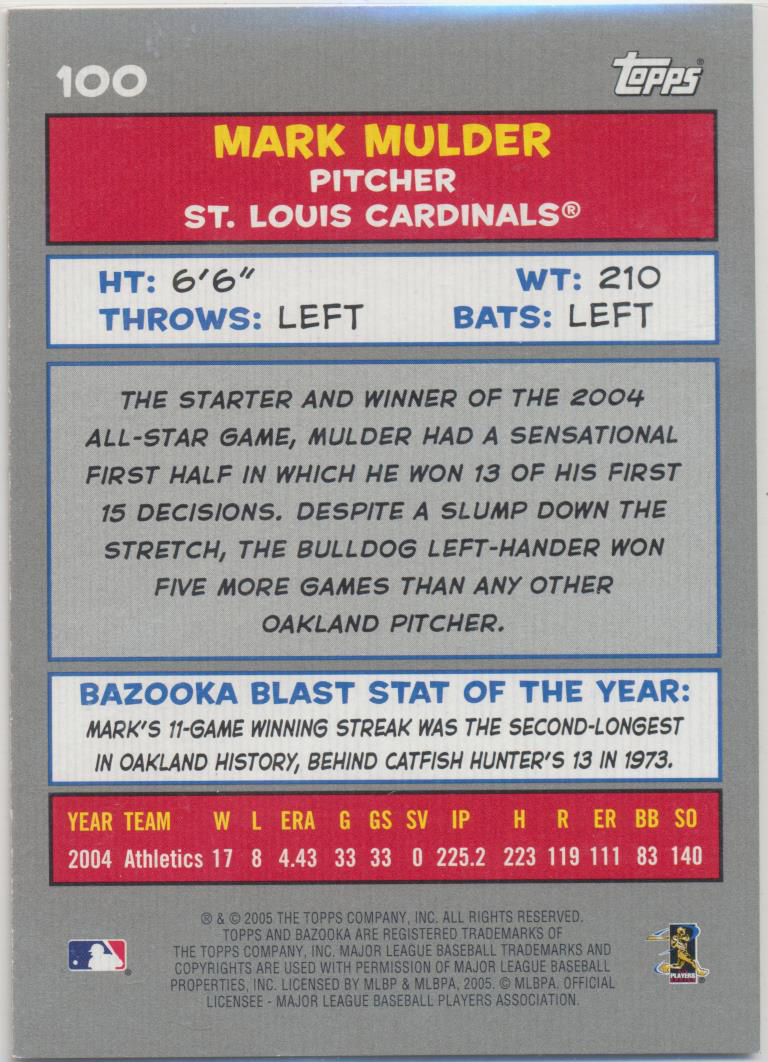 100
Topps®
MARK MULDER
PITCHER
ST. LOUIS CARDINALS®
HT: 6'6" WT: 210
THROWS: LEFT BATS: LEFT
THE STARTER AND WINNER OF THE 2004
ALL-STAR GAME, MULDER HAD A SENSATIONAL
FIRST HALF IN WHICH HE WON 13 OF HIS FIRST
15 DECISIONS. DESPITE A SLUMP DOWN THE
STRETCH, THE BULLDOG LEFT-HANDER WON
FIVE MORE GAMES THAN ANY OTHER
OAKLAND PITCHER.
BAZOOKA BLAST STAT OF THE YEAR:
MARK'S 11-GAME WINNING STREAK WAS THE SECOND-LONGEST
IN OAKLAND HISTORY, BEHIND CATFISH HUNTER'S 13 IN 1973.
YEAR TEAM W L ERA G GS SV IP H R ER BB SO
2004 Athletics 17 8 4.43 33 33 0 225.2 223 119 111 83 140
® & © 2005 THE TOPPS COMPANY, INC. ALL RIGHTS RESERVED.
TOPPS AND BAZOOKA ARE REGISTERED TRADEMARKS OF
THE TOPPS COMPANY, INC. MAJOR LEAGUE BASEBALL TRADEMARKS AND
COPYRIGHTS ARE USED WITH PERMISSION OF MAJOR LEAGUE BASEBALL
PROPERTIES, INC. LICENSED BY MLBP & MLBPA, 2005. © MLBPA. OFFICIAL
LICENSEE - MAJOR LEAGUE BASEBALL PLAYERS ASSOCIATION.
PLAYERS